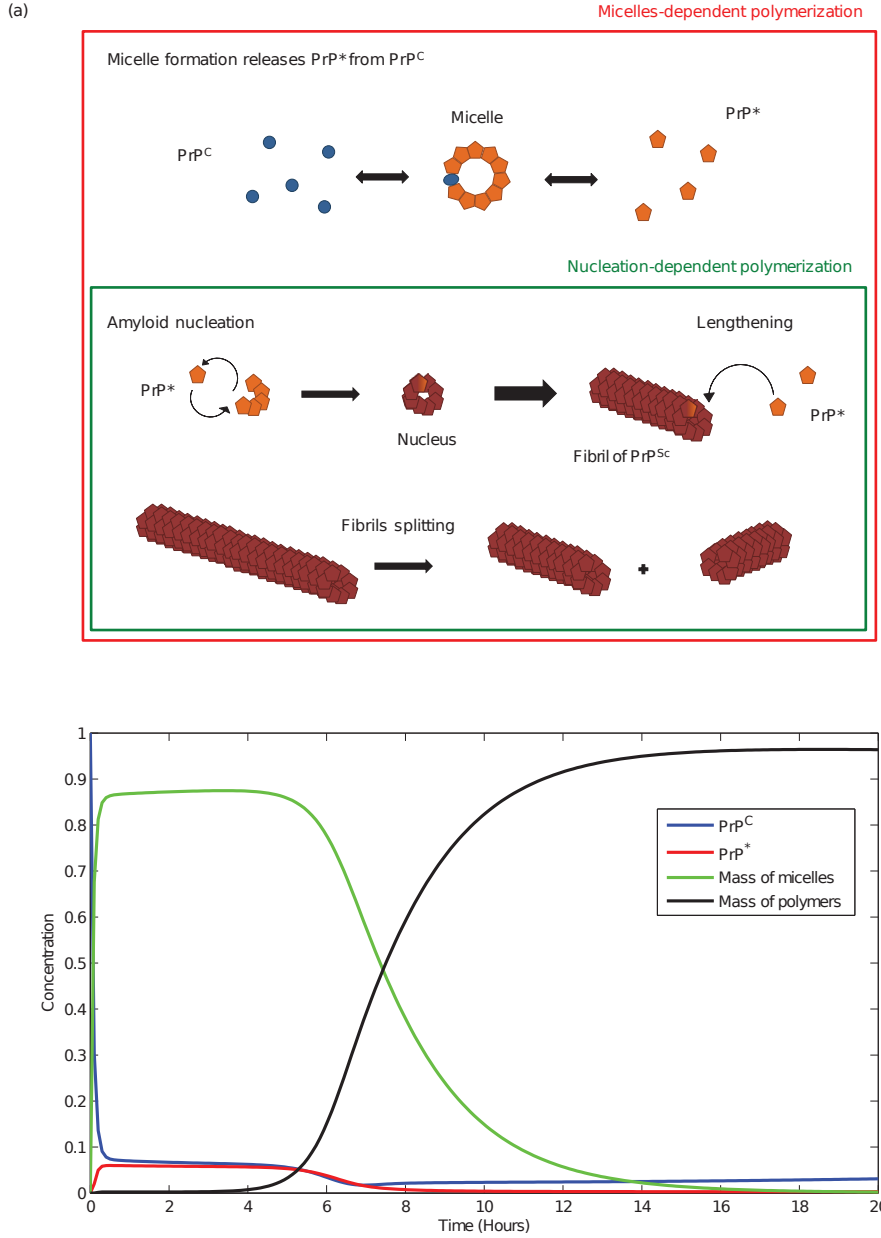 (a)
Micelles-dependent polymerization
Micelle formation releases PrP* from PrP^C
Micelle
PrP*
PrP^C
Nucleation-dependent polymerization
Amyloid nucleation
Lengthening
PrP*
Nucleus
PrP*
Fibril of PrP^Sc
Fibrils splitting
+
1
0.9
0.8
0.7
0.6
0.5
0.4
0.3
0.2
0.1
0
Concentration
PrP^C
PrP^*
Mass of micelles
Mass of polymers
0 2 4 6 8 10 12 14 16 18 20
Time (Hours)